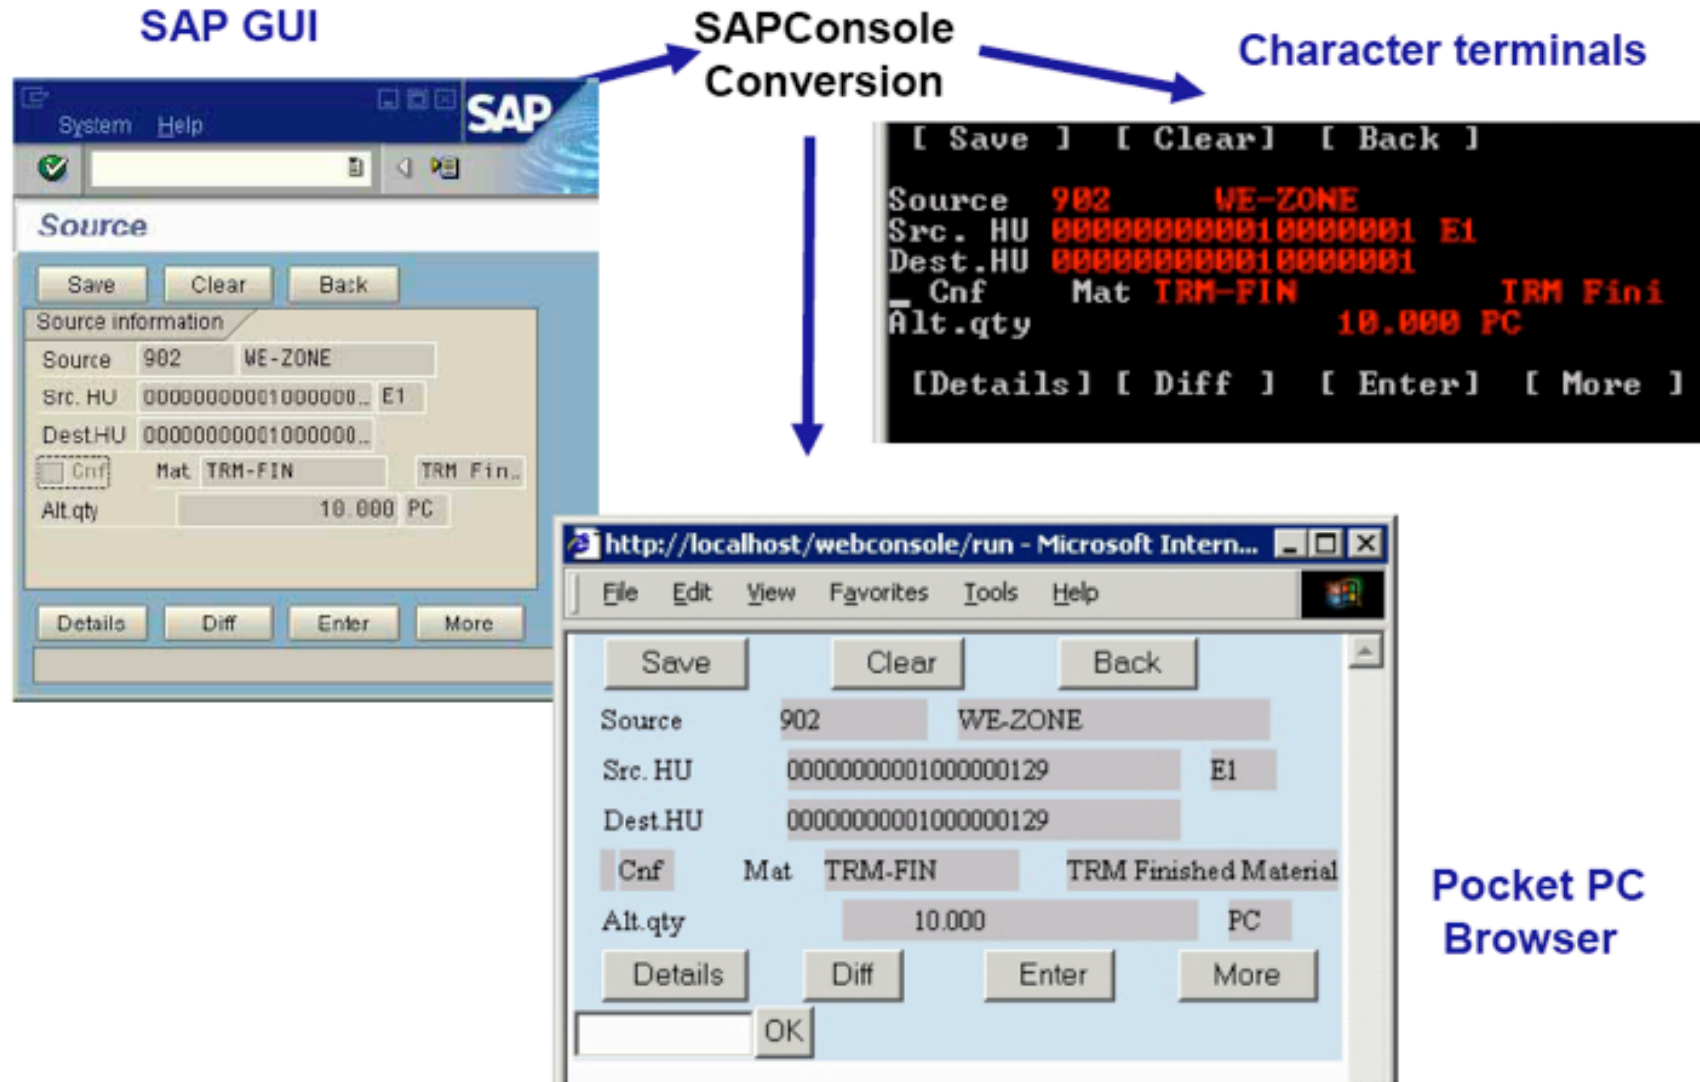 SAP GUI
SAPConsole
Conversion
Character terminals
System Help
SAP
Source
Save Clear Back
Source information
Source 902 WE-ZONE
Src. HU 00000000001000000… E1
Dest.HU 00000000001000000…
Cnf Mat TRM-FIN TRM Fin…
Alt.qty 10.000 PC
Details Diff Enter More
[ Save ] [ Clear] [ Back ]
Source 902 WE-ZONE
Src. HU 000000000010000001 E1
Dest.HU 000000000010000001
_ Cnf Mat TRM-FIN TRM Fini
Alt.qty 10.000 PC
[Details] [ Diff ] [ Enter] [ More ]
http://localhost/webconsole/run - Microsoft Intern...
File Edit View Favorites Tools Help
Save Clear Back
Source 902 WE-ZONE
Src. HU 00000000001000000129 E1
Dest.HU 00000000001000000129
Cnf Mat TRM-FIN TRM Finished Material
Alt.qty 10.000 PC
Details Diff Enter More
OK
Pocket PC
Browser